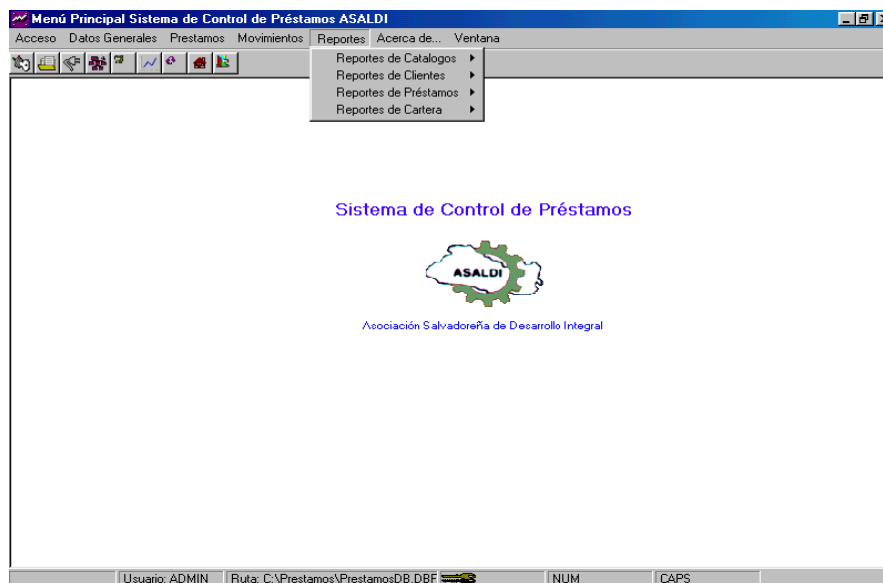 Menú Principal Sistema de Control de Préstamos ASALDI
Acceso Datos Generales Prestamos Movimientos Reportes Acerca de... Ventana
Reportes de Catalogos
Reportes de Clientes
Reportes de Préstamos
Reportes de Cartera
Sistema de Control de Préstamos
ASALDI
Asociación Salvadoreña de Desarrollo Integral
Usuario: ADMIN Ruta: C:\Prestamos\PrestamosDB.DBF NUM CAPS